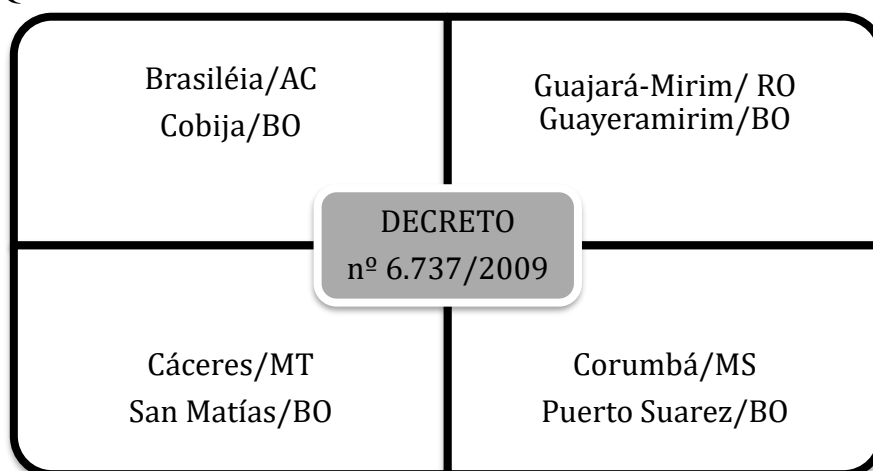 Brasiléia/AC
Cobija/BO
Guajará-Mirim/ RO
Guayeramirim/BO
DECRETO
nº 6.737/2009
Cáceres/MT
San Matías/BO
Corumbá/MS
Puerto Suarez/BO